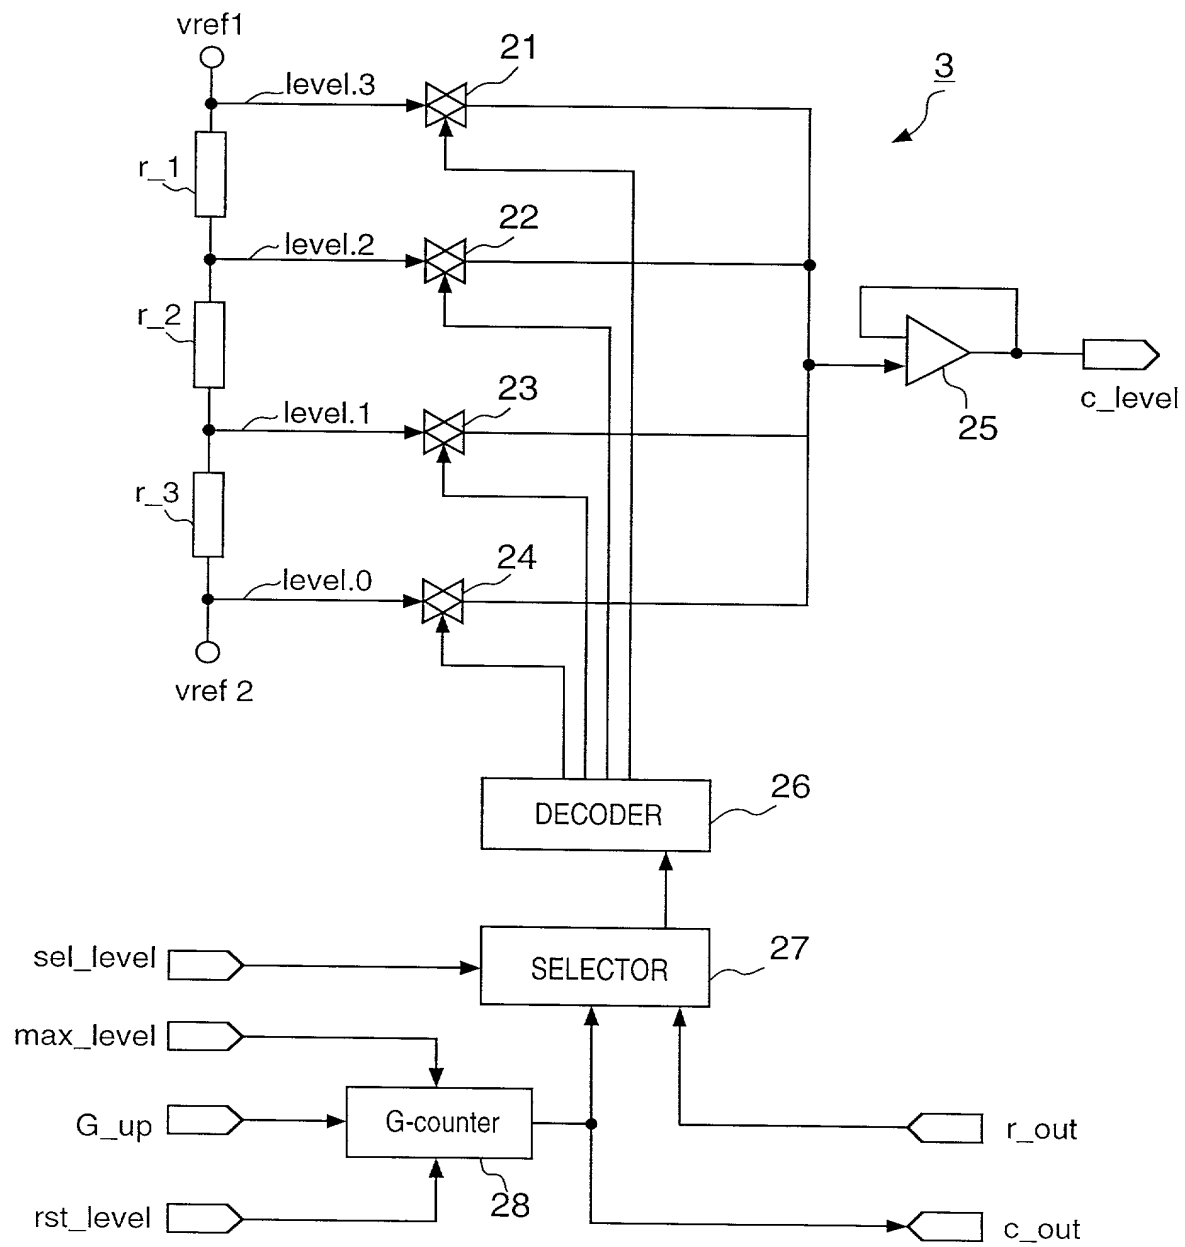 vref1
21
level.3
3
r_1
22
level.2
r_2
23
level.1
c_level
25
r_3
24
level.0
vref 2
26
DECODER
27
sel_level
SELECTOR
max_level
G_up
G-counter
r_out
28
rst_level
c_out